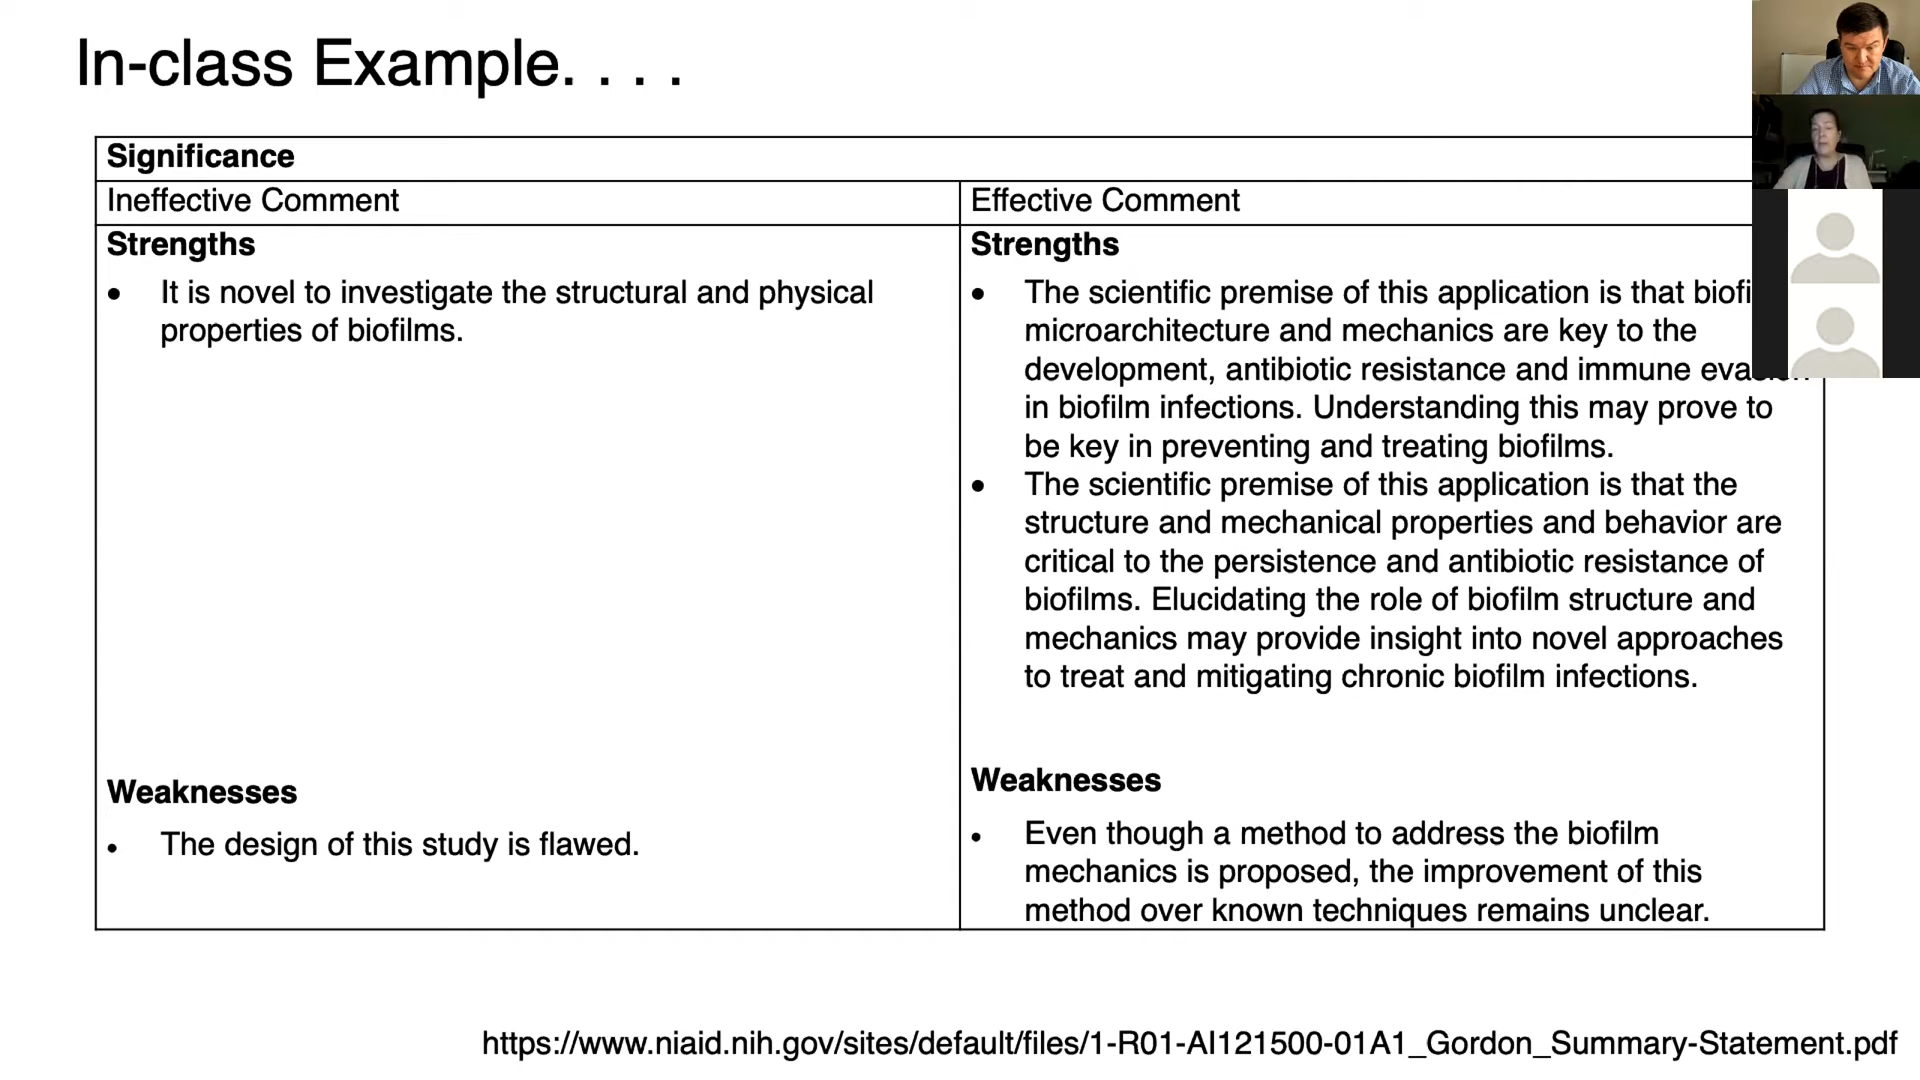 In-class Example. . . .
Significance
Ineffective Comment
Effective Comment
Strengths
• It is novel to investigate the structural and physical
properties of biofilms.
Weaknesses
• The design of this study is flawed.
Strengths
• The scientific premise of this application is that
microarchitecture and mechanics are key to the
development, antibiotic resistance and immune
in biofilm infections. Understanding this may prove to
be key in preventing and treating biofilms.
• The scientific premise of this application is that the
structure and mechanical properties and behavior are
critical to the persistence and antibiotic resistance of
biofilms. Elucidating the role of biofilm structure and
mechanics may provide insight into novel approaches
to treat and mitigating chronic biofilm infections.
Weaknesses
• Even though a method to address the biofilm
mechanics is proposed, the improvement of this
method over known techniques remains unclear.
https://www.niaid.nih.gov/sites/default/files/1-R01-AI121500-01A1_Gordon_Summary-Statement.pdf